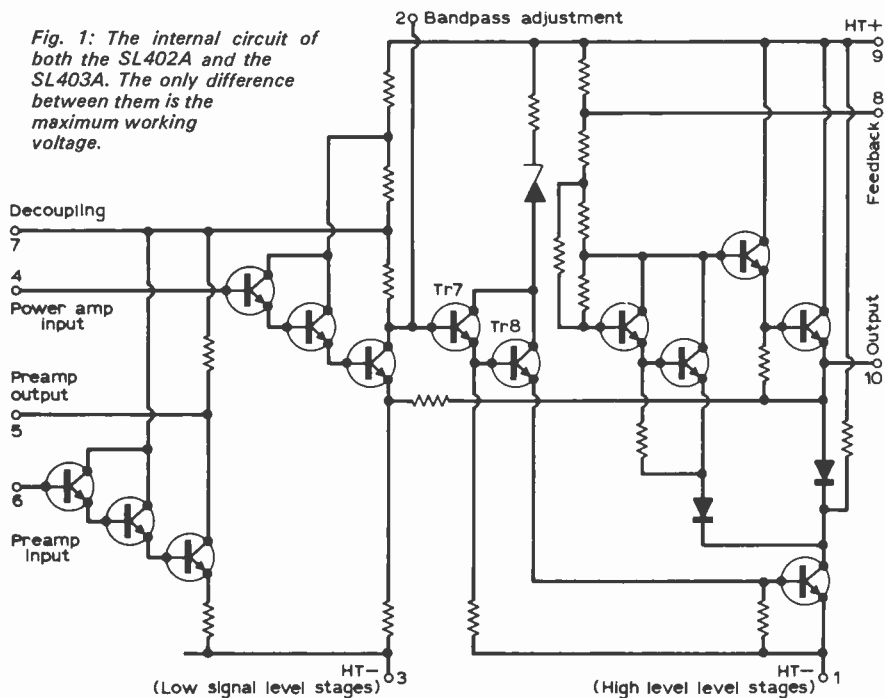 Fig. 1: The internal circuit of
both the SL402A and the
SL403A. The only difference
between them is the
maximum working
voltage.
2 Bandpass adjustment
HT+
9
8
Feedback
Decoupling
7
4
Power amp
input
Tr7
Tr8
Output
10
Preamp
output
5
6
Preamp
input
HT–
3
(Low signal level stages)
HT–
1
(High level level stages)